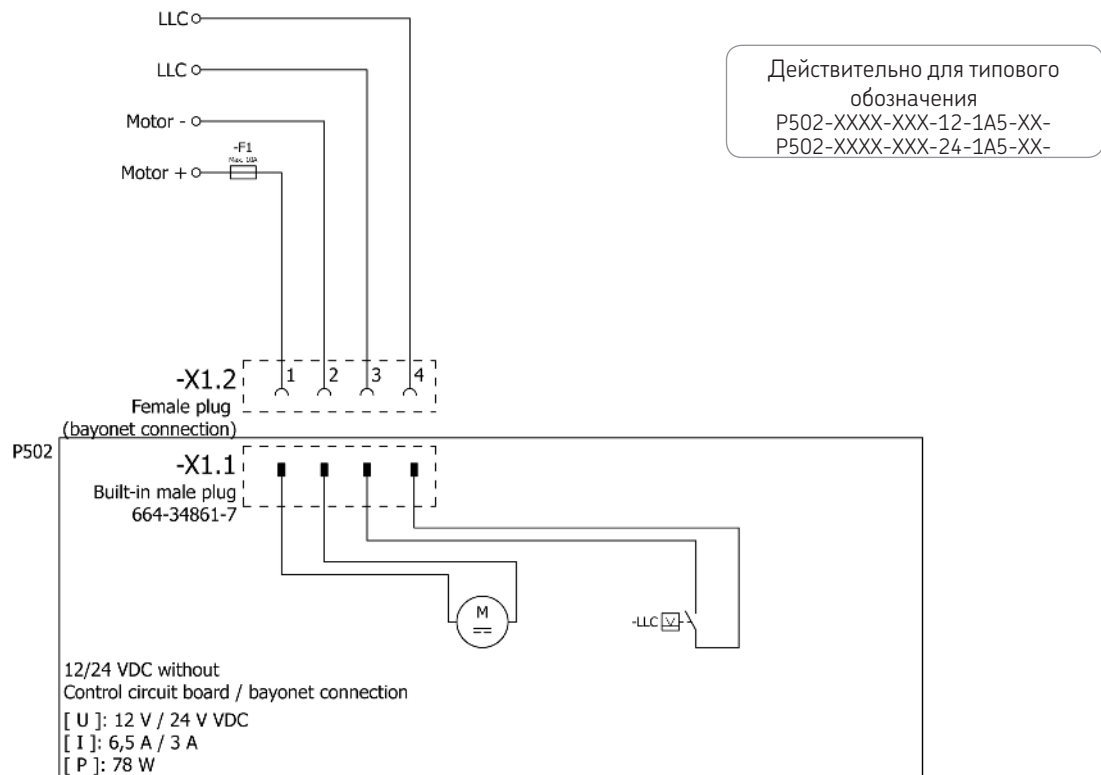 LLC
Действительно для типового
обозначения
P502-XXXX-XXX-12-1A5-XX-
P502-XXXX-XXX-24-1A5-XX-
LLC
Motor -
-F1
Max. 10A
Motor +
-X1.2
1
2
3
4
Female plug
(bayonet connection)
P502
-X1.1
Built-in male plug
664-34861-7
M
-LLC
12/24 VDC without
Control circuit board / bayonet connection
[ U ]: 12 V / 24 V VDC
[ I ]: 6,5 A / 3 A
[ P ]: 78 W